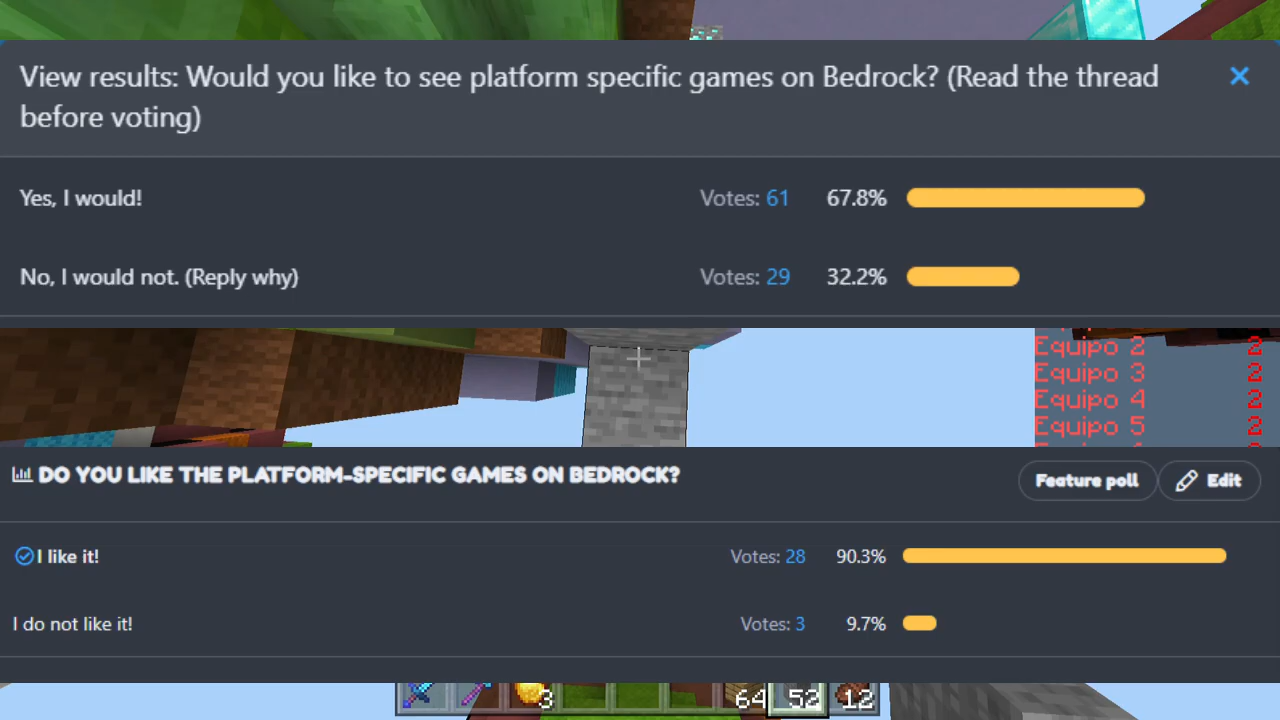 View results: Would you like to see platform specific games on Bedrock? (Read the thread
before voting)
Yes, I would! Votes: 61 67.8%
No, I would not. (Reply why) Votes: 29 32.2%
Equipo 2 2
Equipo 3 2
Equipo 4 2
Equipo 5 2
DO YOU LIKE THE PLATFORM-SPECIFIC GAMES ON BEDROCK? Feature poll Edit
I like it! Votes: 28 90.3%
I do not like it! Votes: 3 9.7%
3 64 52 12